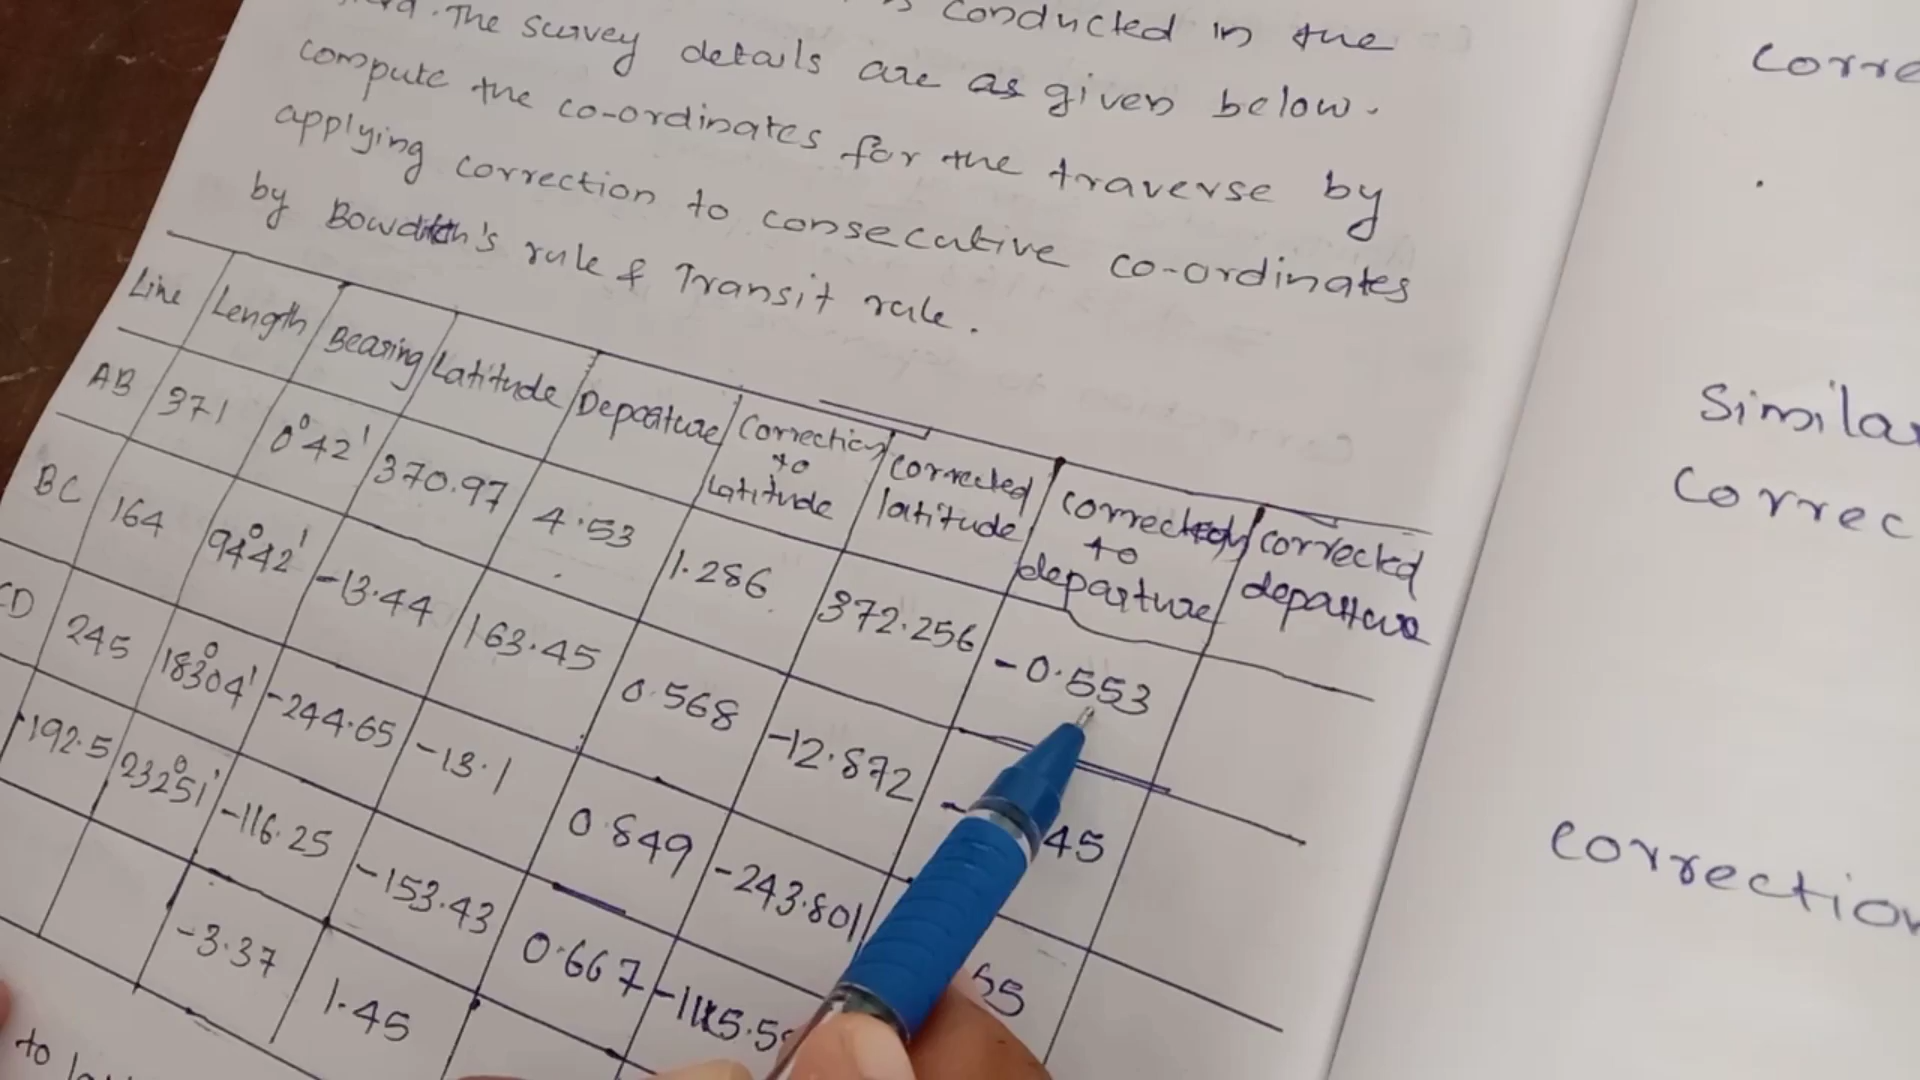 conducted in the
The survey details are as given below.
compute the co-ordinates for the traverse by
applying correction to consecutive co-ordinates
by Bowditch's rule & Transit rule.
Line Length Bearing Latitude Departure Correction to Latitude corrected latitude correction to departure corrected departure
AB 371 0°42' 370.97 4.53 1.286 372.256 -0.553
BC 164 94°42' -13.44 163.45 0.568 -12.872 - 45
CD 245 183°04' -244.65 -13.1 0.849 -243.801 55
192.5 232°51' -116.25 -153.43 0.667 -115.5
-3.37 1.45
to
corre
Similar
Correc
correction